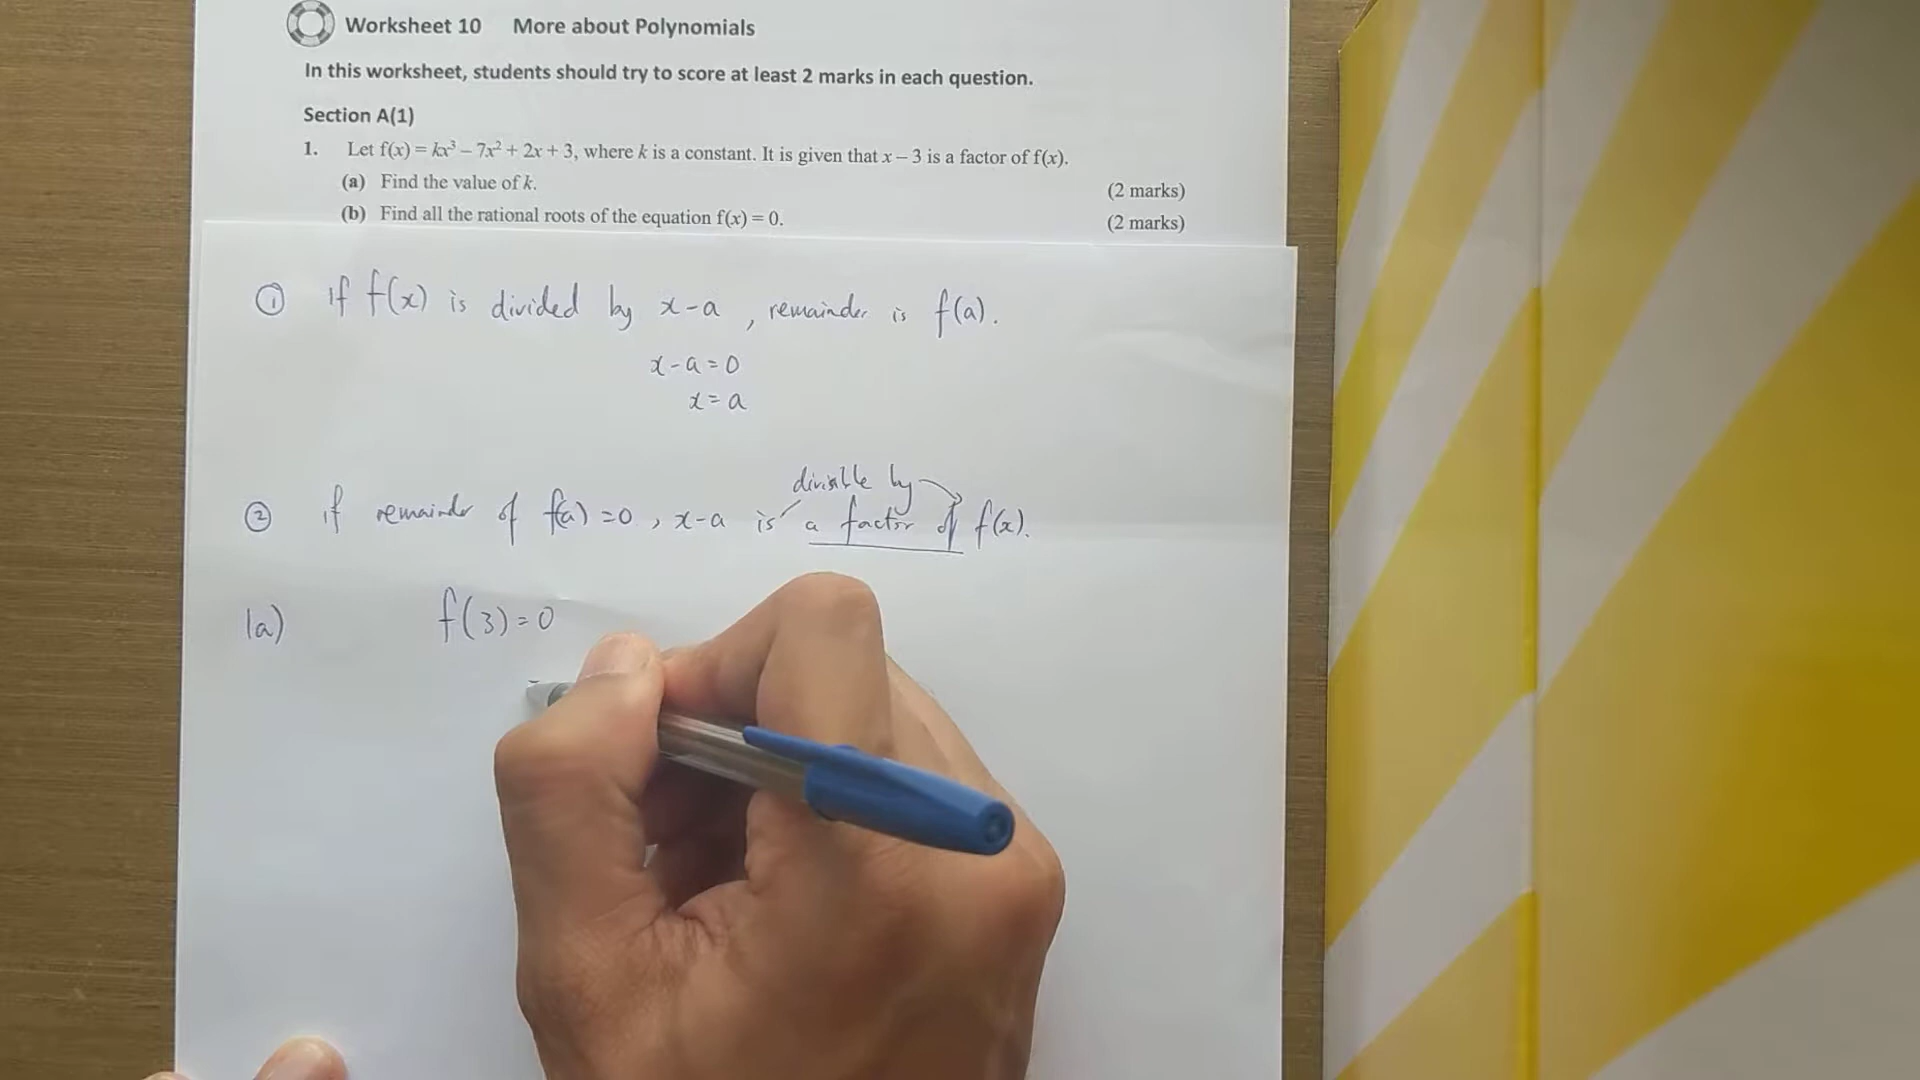 Worksheet 10 More about Polynomials
In this worksheet, students should try to score at least 2 marks in each question.
Section A(1)
1. Let f(x) = kx³ – 7x² + 2x + 3, where k is a constant. It is given that x – 3 is a factor of f(x).
(a) Find the value of k. (2 marks)
(b) Find all the rational roots of the equation f(x) = 0. (2 marks)
① If f(x) is divided by x-a, remainder is f(a).
x-a=0
x=a
divisible by
② if remainder of f(a)=0, x-a is a factor of f(x).
1a) f(3)=0